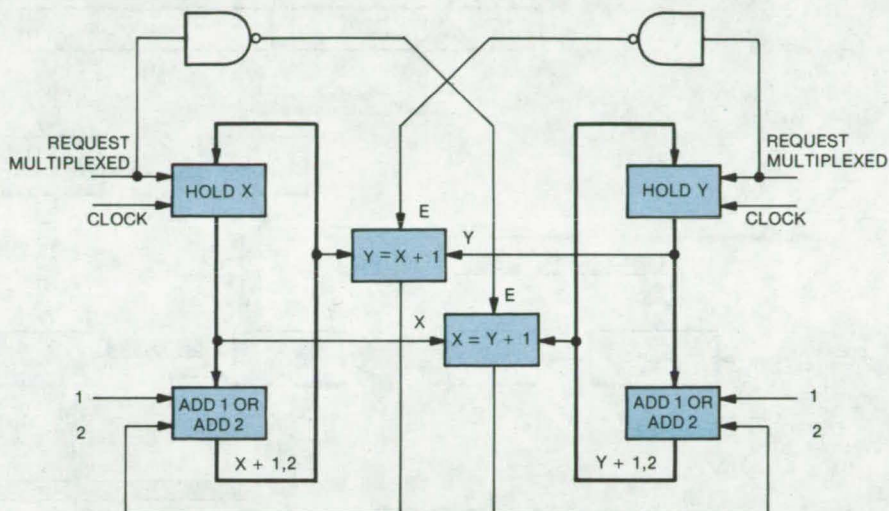 REQUEST
MULTIPLEXED
CLOCK
HOLD X
E
Y
Y = X + 1
E
X
X = Y + 1
HOLD Y
REQUEST
MULTIPLEXED
CLOCK
1
2
ADD 1 OR
ADD 2
X + 1,2
ADD 1 OR
ADD 2
Y + 1,2
1
2